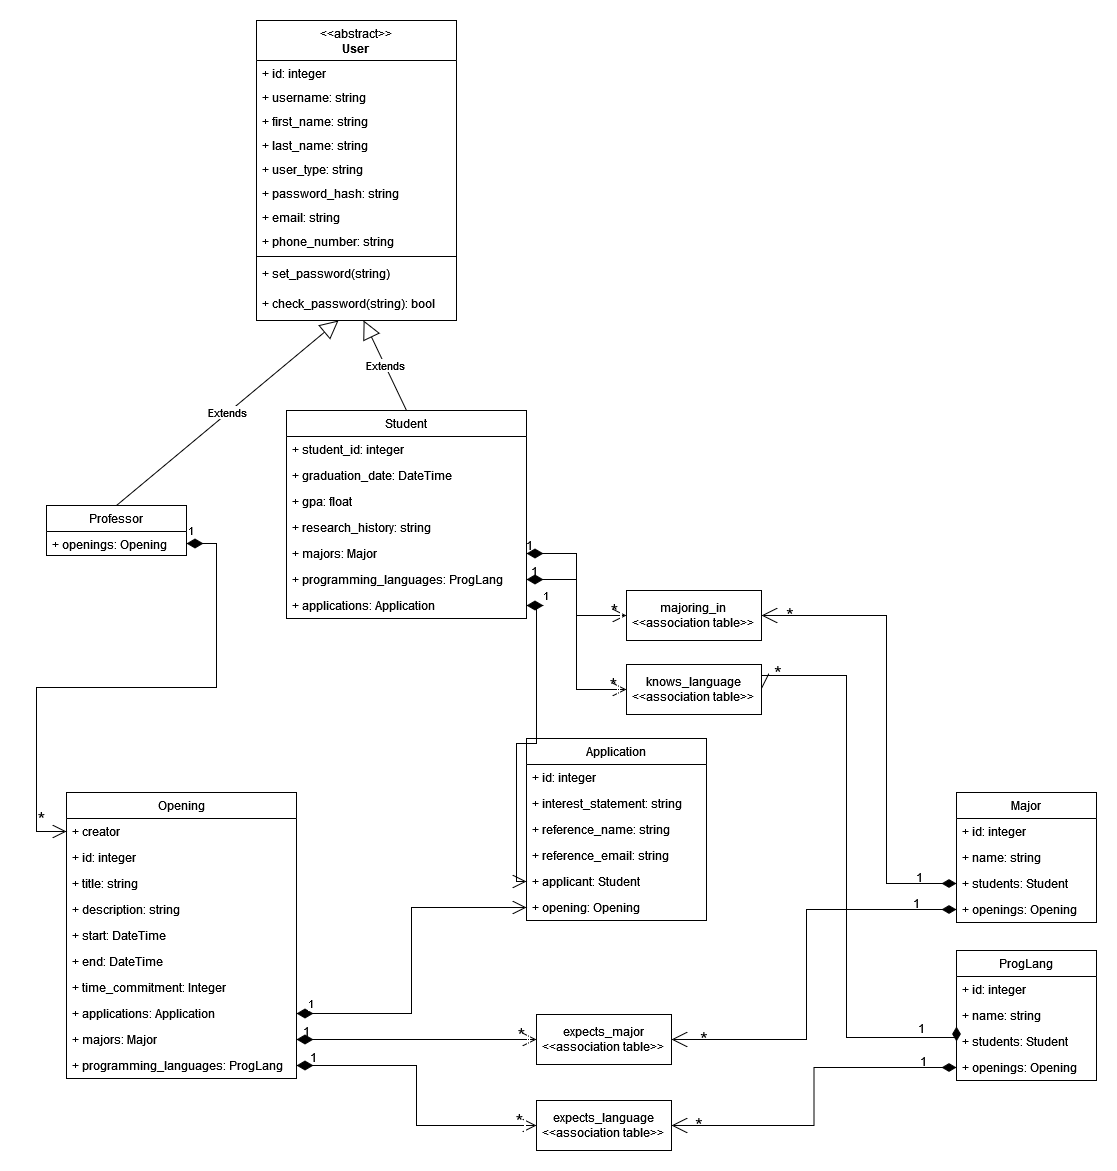 <<abstract>>
User
+ id: integer
+ username: string
+ first_name: string
+ last_name: string
+ user_type: string
+ password_hash: string
+ email: string
+ phone_number: string
+ set_password(string)
+ check_password(string): bool
Extends
Extends
Student
+ student_id: integer
+ graduation_date: DateTime
+ gpa: float
+ research_history: string
+ majors: Major
+ programming_languages: ProgLang
+ applications: Application
1
1
1
Professor
+ openings: Opening
1
*
majoring_in
<<association table>>
*
*
knows_language
<<association table>>
*
*
Application
+ id: integer
+ interest_statement: string
+ reference_name: string
+ reference_email: string
+ applicant: Student
+ opening: Opening
Opening
+ creator
+ id: integer
+ title: string
+ description: string
+ start: DateTime
+ end: DateTime
+ time_commitment: Integer
+ applications: Application
+ majors: Major
+ programming_languages: ProgLang
1
1
1
Major
+ id: integer
+ name: string
+ students: Student
+ openings: Opening
1
1
ProgLang
+ id: integer
+ name: string
+ students: Student
+ openings: Opening
1
1
*
expects_major
<<association table>>
*
*
expects_language
<<association table>>
*